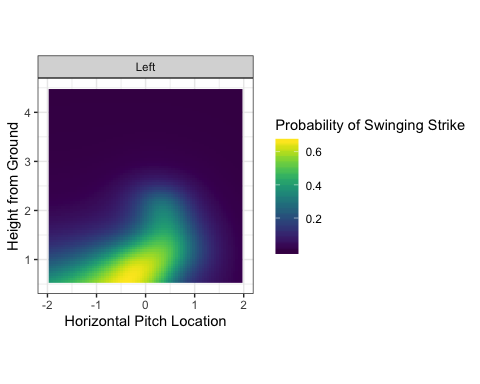 Left
Height from Ground
4
3
2
1
-2 -1 0 1 2
Horizontal Pitch Location
Probability of Swinging Strike
0.6
0.4
0.2